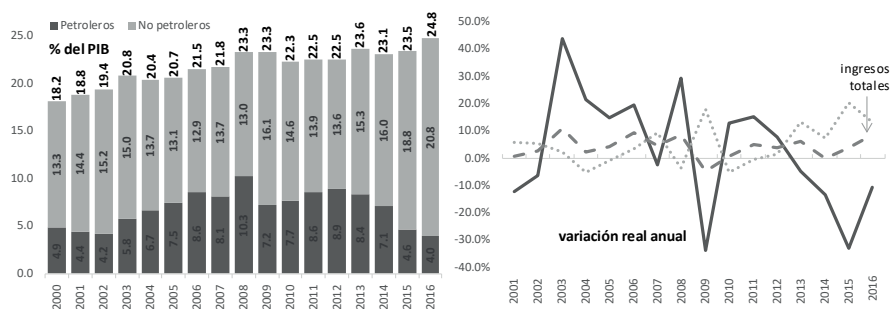 Petroleros No petroleros
% del PIB
25.0
20.0
15.0
10.0
5.0
0.0
18.2 18.8 19.4 20.8 20.4 20.7 21.5 21.8 23.3 23.3 22.3 22.5 22.5 23.6 23.1 23.5 24.8
13.3 14.4 15.2 15.0 13.7 13.1 12.9 13.7 13.0 16.1 14.6 13.9 13.6 15.3 16.0 18.8 20.8
4.9 4.4 4.2 5.8 6.7 7.5 8.6 8.1 10.3 7.2 7.7 8.6 8.9 8.4 7.1 4.6 4.0
2000 2001 2002 2003 2004 2005 2006 2007 2008 2009 2010 2011 2012 2013 2014 2015 2016
50.0%
40.0%
30.0%
20.0%
10.0%
0.0%
-10.0%
-20.0%
-30.0%
-40.0%
ingresos
totales
variación real anual
2001 2002 2003 2004 2005 2006 2007 2008 2009 2010 2011 2012 2013 2014 2015 2016